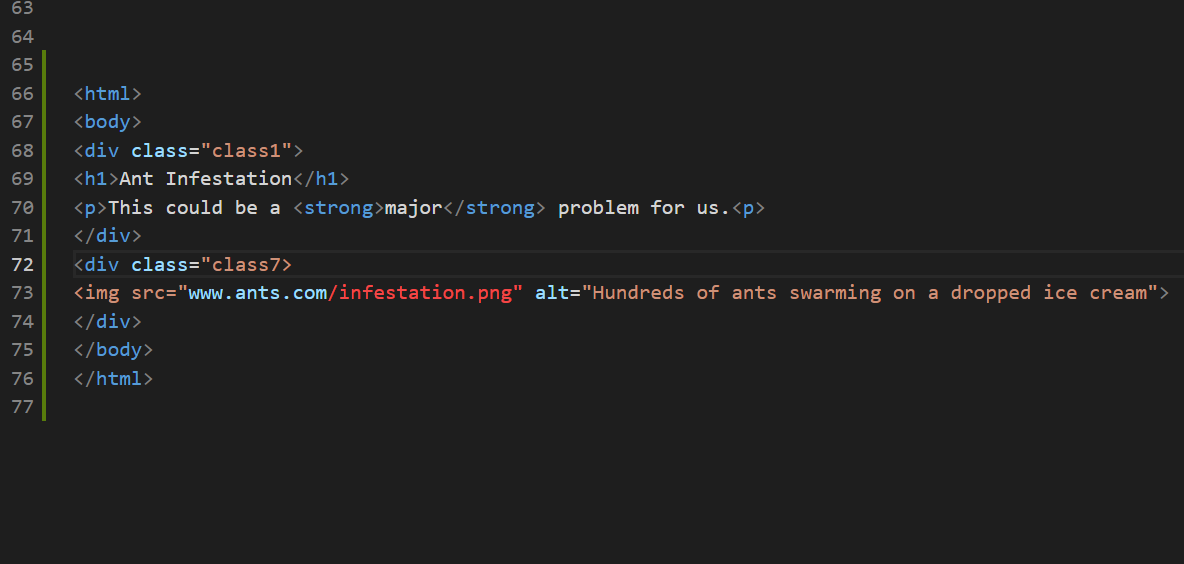 63
64
65
66 <html>
67 <body>
68 <div class="class1">
69 <h1>Ant Infestation</h1>
70 <p>This could be a <strong>major</strong> problem for us.<p>
71 </div>
72 <div class="class7>
73 <img src="www.ants.com/infestation.png" alt="Hundreds of ants swarming on a dropped ice cream">
74 </div>
75 </body>
76 </html>
77